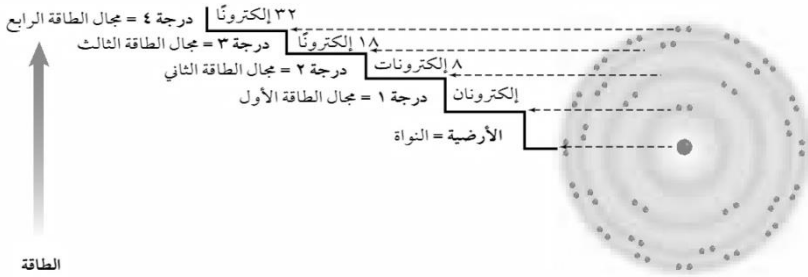 ٣٢ إلكترونًا
درجة ٤ = مجال الطاقة الرابع
١٨ إلكترونًا
درجة ٣ = مجال الطاقة الثالث
٨ إلكترونات
درجة ٢ = مجال الطاقة الثاني
إلكترونان
درجة ١ = مجال الطاقة الأول
الأرضية = النواة
الطاقة